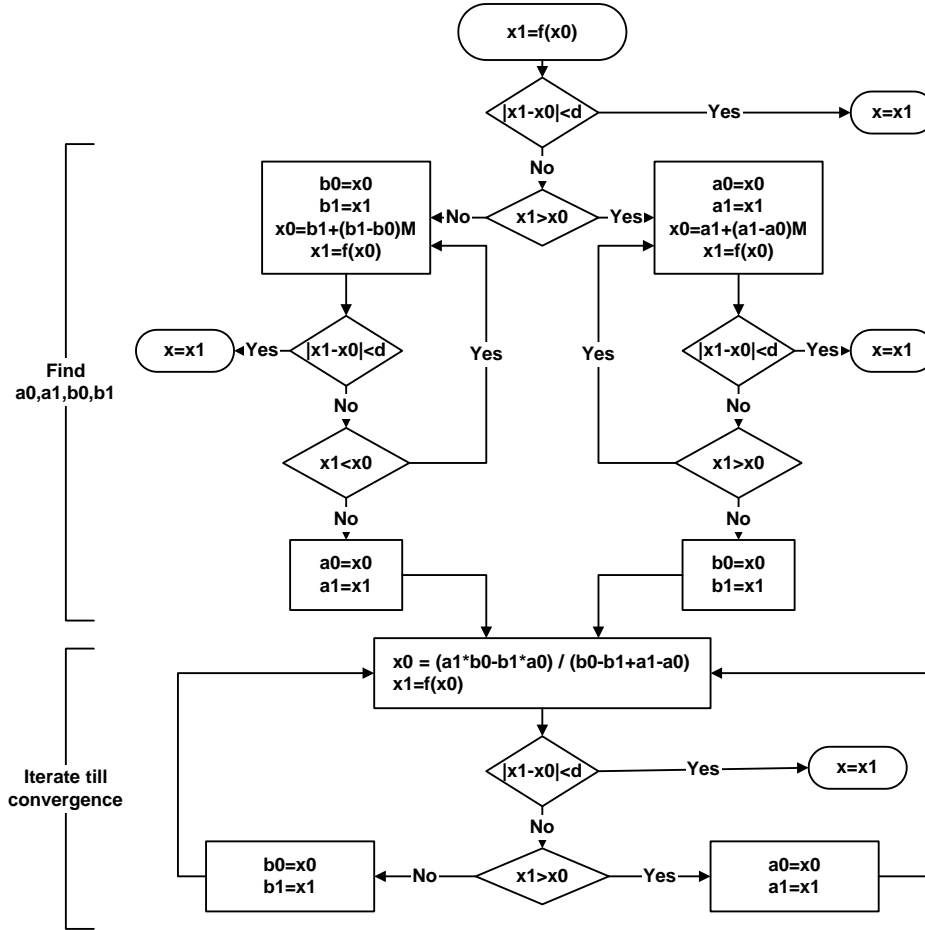 x1=f(x0)
|x1-x0|<d
Yes
x=x1
No
b0=x0
b1=x1
x0=b1+(b1-b0)M
x1=f(x0)
No
x1>x0
Yes
a0=x0
a1=x1
x0=a1+(a1-a0)M
x1=f(x0)
x=x1
Yes
|x1-x0|<d
Yes
Yes
|x1-x0|<d
Yes
x=x1
Find
a0,a1,b0,b1
No
No
x1<x0
x1>x0
No
No
a0=x0
a1=x1
b0=x0
b1=x1
x0 = (a1*b0-b1*a0) / (b0-b1+a1-a0)
x1=f(x0)
Iterate till
convergence
|x1-x0|<d
Yes
x=x1
No
b0=x0
b1=x1
No
x1>x0
Yes
a0=x0
a1=x1